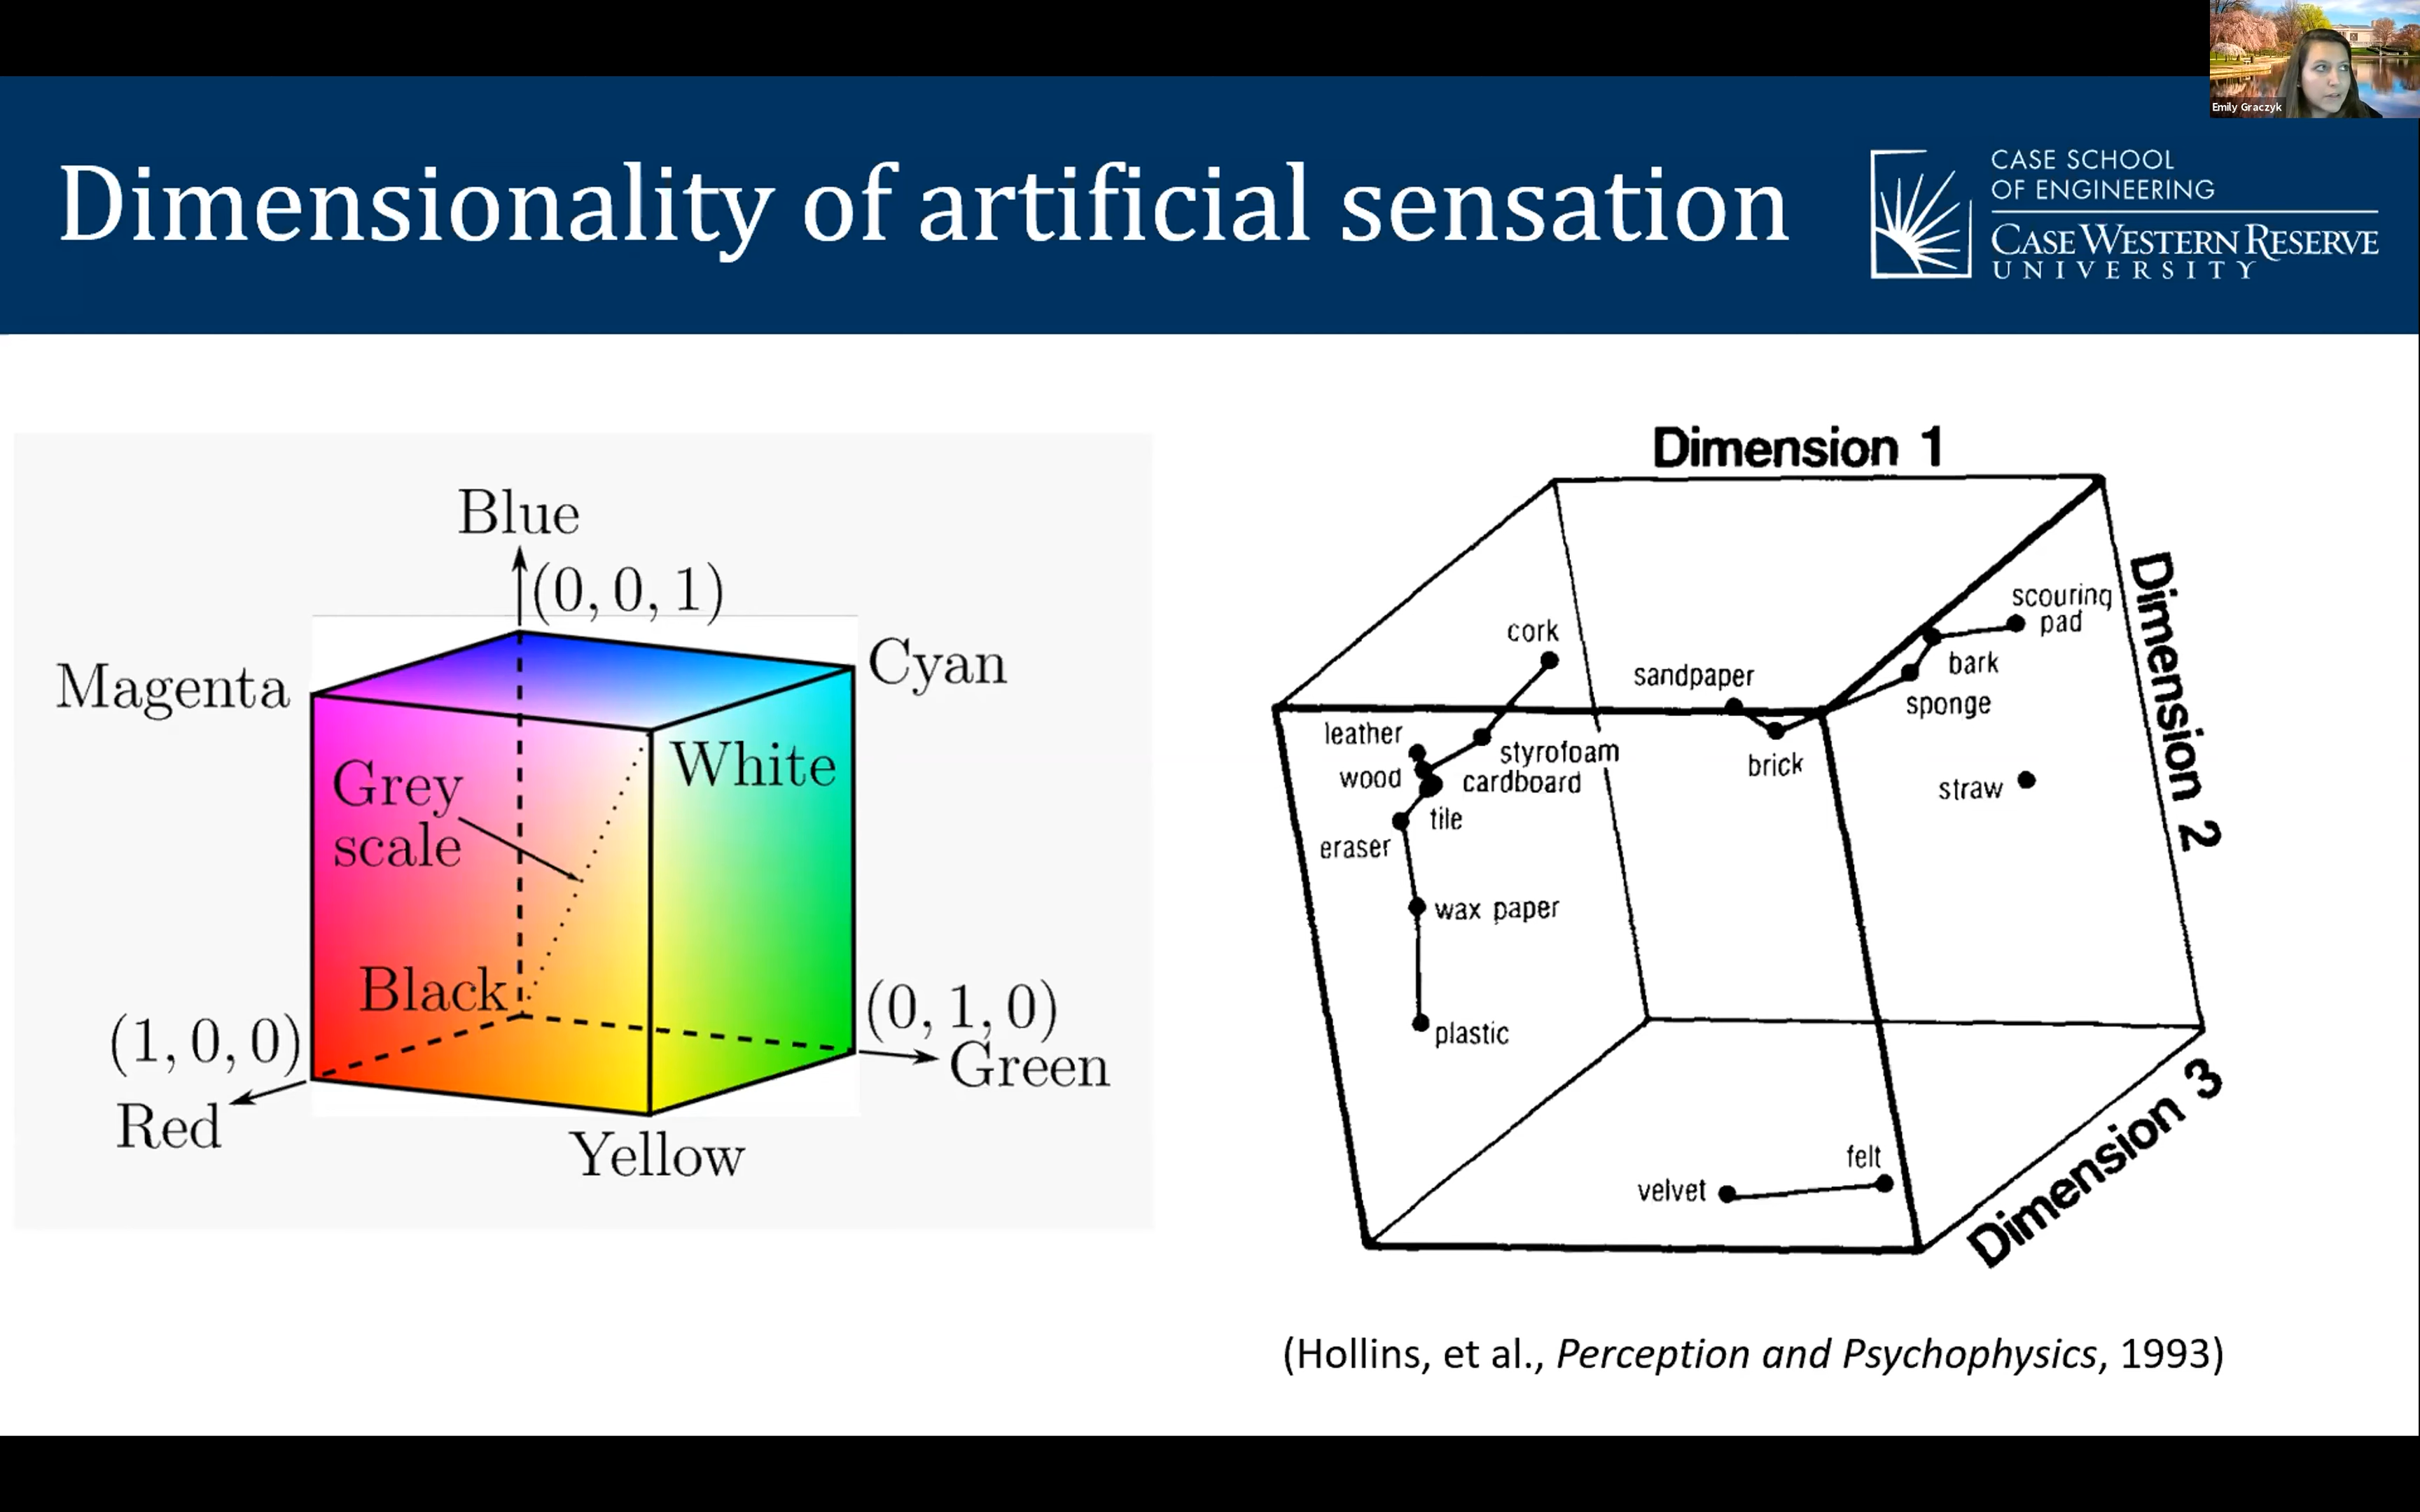 Emily Graczyk
Dimensionality of artificial sensation
CASE SCHOOL
OF ENGINEERING
CASE WESTERN RESERVE
UNIVERSITY
Blue
(0, 0, 1)
Magenta
Cyan
Grey
scale
White
Black
(1, 0, 0)
(0, 1, 0)
Red
Green
Yellow
Dimension 1
Dimension 2
Dimension 3
cork
sandpaper
scouring
pad
bark
sponge
leather
styrofoam
wood
cardboard
brick
straw
tile
eraser
wax paper
plastic
felt
velvet
(Hollins, et al., Perception and Psychophysics, 1993)